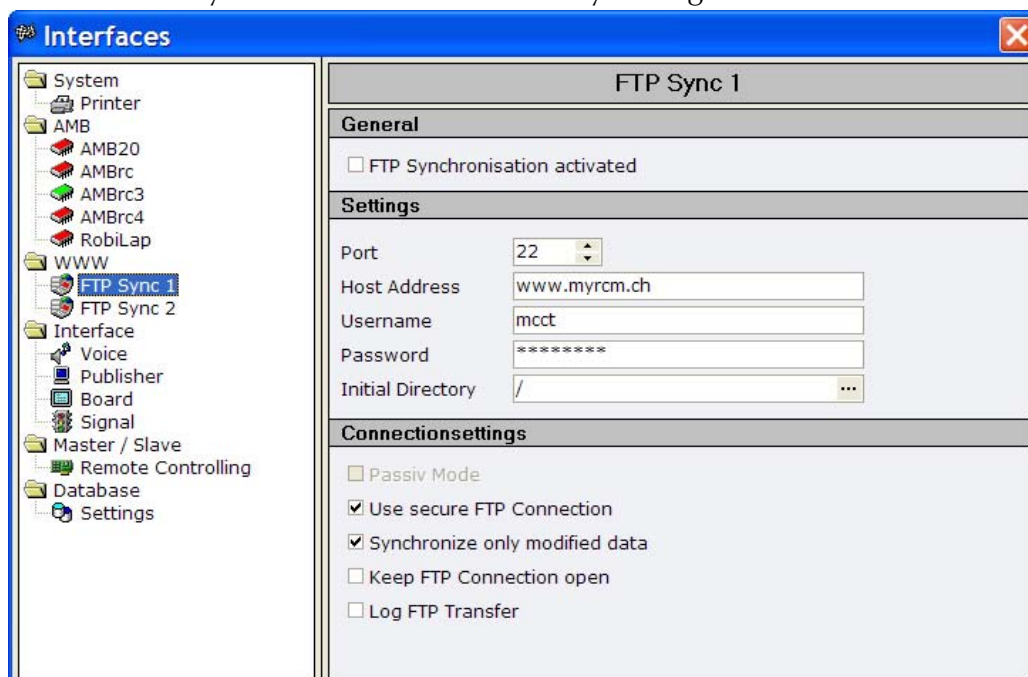 Interfaces
System
Printer
AMB
AMB20
AMBrc
AMBrc3
AMBrc4
RobiLap
WWW
FTP Sync 1
FTP Sync 2
Interface
Voice
Publisher
Board
Signal
Master / Slave
Remote Controlling
Database
Settings
FTP Sync 1
General
FTP Synchronisation activated
Settings
Port 22
Host Address www.myrcm.ch
Username mcct
Password ********
Initial Directory / ...
Connectionsettings
Passiv Mode
Use secure FTP Connection
Synchronize only modified data
Keep FTP Connection open
Log FTP Transfer